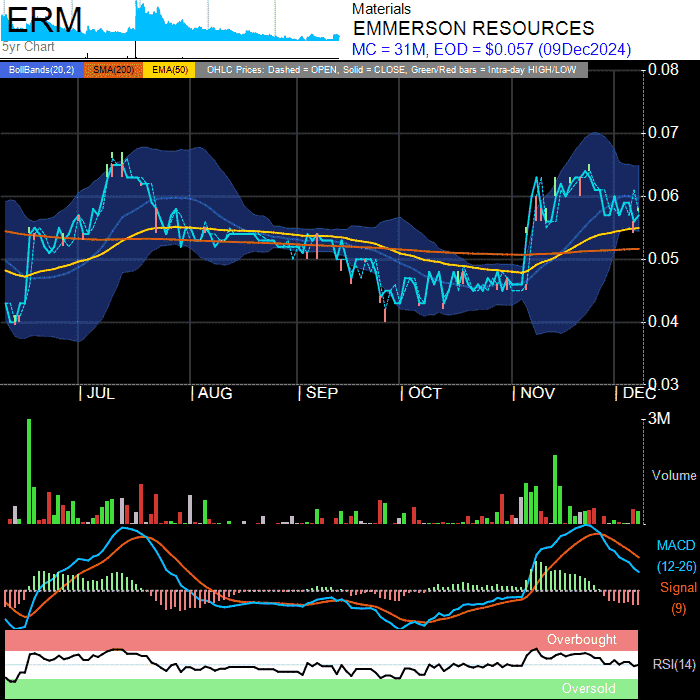 ERM
5yr Chart
Materials
EMMERSON RESOURCES
MC = 31M, EOD = $0.057 (09Dec2024)
BollBands(20,2) SMA(200) EMA(50) OHLC Prices: Dashed = OPEN, Solid = CLOSE, Green/Red bars = Intra-day HIGH/LOW
0.08
0.07
0.06
0.05
0.04
0.03
| JUL | AUG | SEP | OCT | NOV | DEC
3M
Volume
MACD
(12-26)
Signal
(9)
Overbought
RSI(14)
Oversold